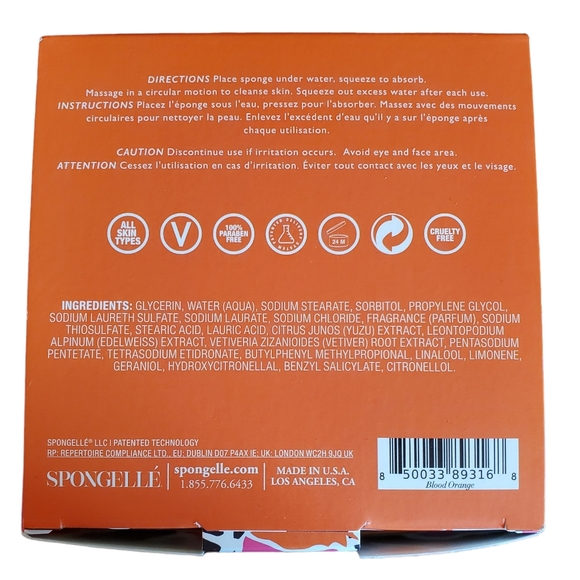 DIRECTIONS Place sponge under water, squeeze to absorb.
Massage in a circular motion to cleanse skin. Squeeze out excess water after each use.
INSTRUCTIONS Placez l'éponge sous l'eau, pressez pour l'absorber. Massez avec des mouvements
circulaires pour nettoyer la peau. Enlevez l'excédent d'eau qu'il y a sur l'éponge après
chaque utilisation.
CAUTION Discontinue use if irritation occurs. Avoid eye and face area.
ATTENTION Cessez l'utilisation en cas d'irritation. Éviter tout contact avec les yeux et le visage.
ALL
SKIN
TYPES
V
100%
PARABEN
FREE
PATENTED DELIVERY SYSTEM
24 M
CRUELTY
FREE
INGREDIENTS: GLYCERIN, WATER (AQUA), SODIUM STEARATE, SORBITOL, PROPYLENE GLYCOL,
SODIUM LAURETH SULFATE, SODIUM LAURATE, SODIUM CHLORIDE, FRAGRANCE (PARFUM), SODIUM
THIOSULFATE, STEARIC ACID, LAURIC ACID, CITRUS JUNOS (YUZU) EXTRACT, LEONTOPODIUM
ALPINUM (EDELWEISS) EXTRACT, VETIVERIA ZIZANIOIDES (VETIVER) ROOT EXTRACT, PENTASODIUM
PENTETATE, TETRASODIUM ETIDRONATE, BUTYLPHENYL METHYLPROPIONAL, LINALOOL, LIMONENE,
GERANIOL, HYDROXYCITRONELLAL, BENZYL SALICYLATE, CITRONELLOL.
SPONGELLÉ® LLC | PATENTED TECHNOLOGY
RP: REPERTOIRE COMPLIANCE LTD. EU: DUBLIN D07 P4AX IE; UK: LONDON WC2H 9JQ UK
SPONGELLÉ
spongelle.com
1.855.776.6433
MADE IN U.S.A.
LOS ANGELES, CA
8 50033 89316 8
Blood Orange